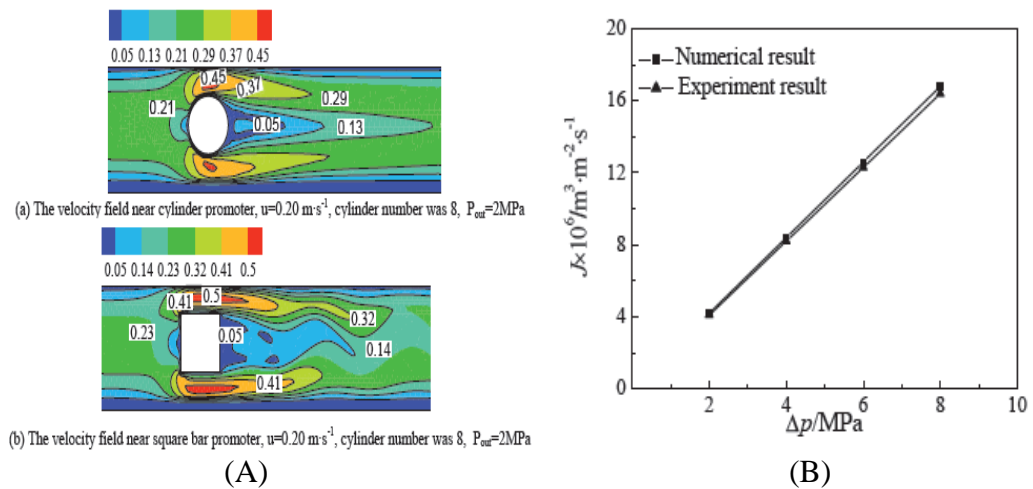 0.05 0.13 0.21 0.29 0.37 0.45
0.45
0.37
0.29
0.21
0.05
0.13
(a) The velocity field near cylinder promoter, u=0.20 m·s⁻¹, cylinder number was 8, Pout=2MPa
0.05 0.14 0.23 0.32 0.41 0.5
0.41
0.5
0.32
0.23
0.05
0.14
0.41
(b) The velocity field near square bar promoter, u=0.20 m·s⁻¹, cylinder number was 8, Pout=2MPa
(A)
20
16
12
8
4
0
J×10⁶/m³·m⁻²·s⁻¹
Numerical result
Experiment result
2 4 6 8 10
Δp/MPa
(B)